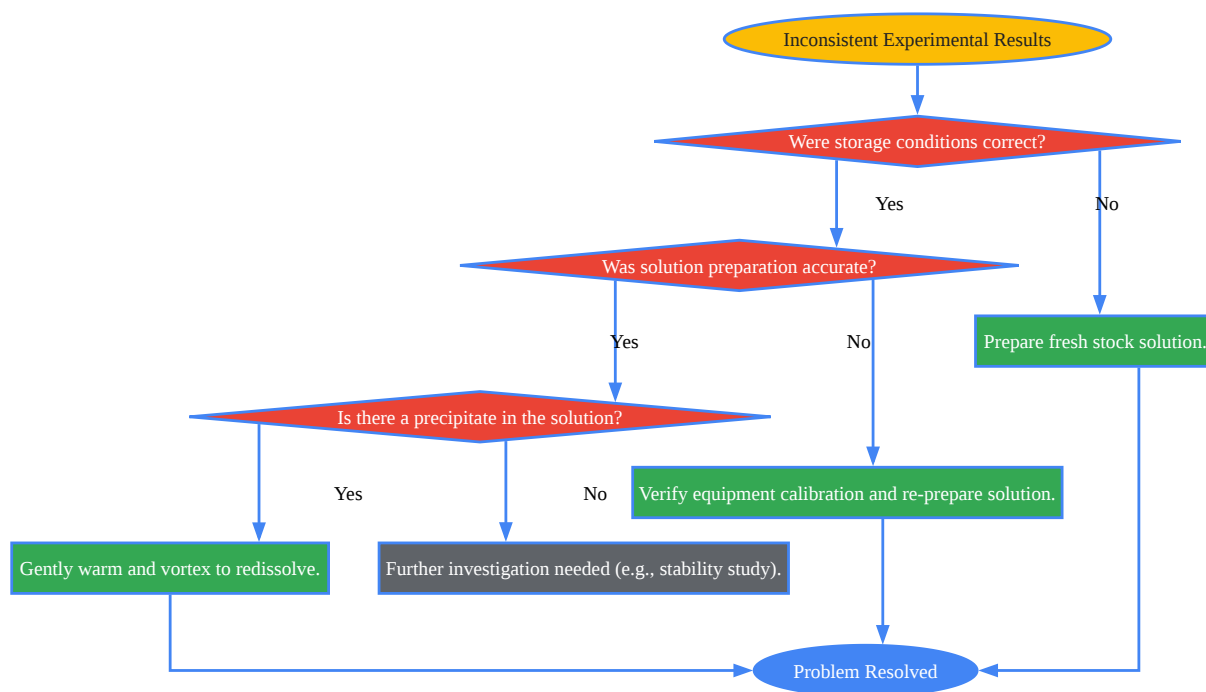 Inconsistent Experimental Results
Were storage conditions correct?
Yes
No
Was solution preparation accurate?
Yes
No
Prepare fresh stock solution.
Is there a precipitate in the solution?
Yes
No
Verify equipment calibration and re-prepare solution.
Gently warm and vortex to redissolve.
Further investigation needed (e.g., stability study).
Problem Resolved